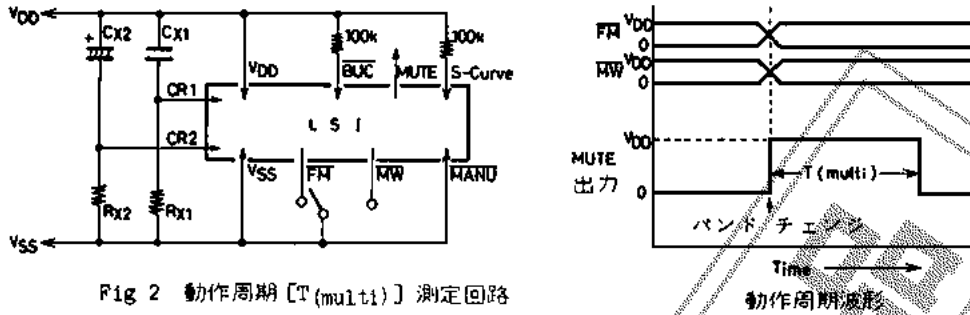 VDD
+ CX2
CX1
100k
100k
VDD
BUC
MUTE
S-Curve
CR1
LSI
CR2
VSS
FM
MW
MANU
RX2
RX1
VSS
Fig 2 動作周期 [T(multi)] 測定回路
FM
VDD
0
MW
VDD
0
VDD
MUTE
出力
T(multi)
0
バンド チェンジ
Time
動作周期波形